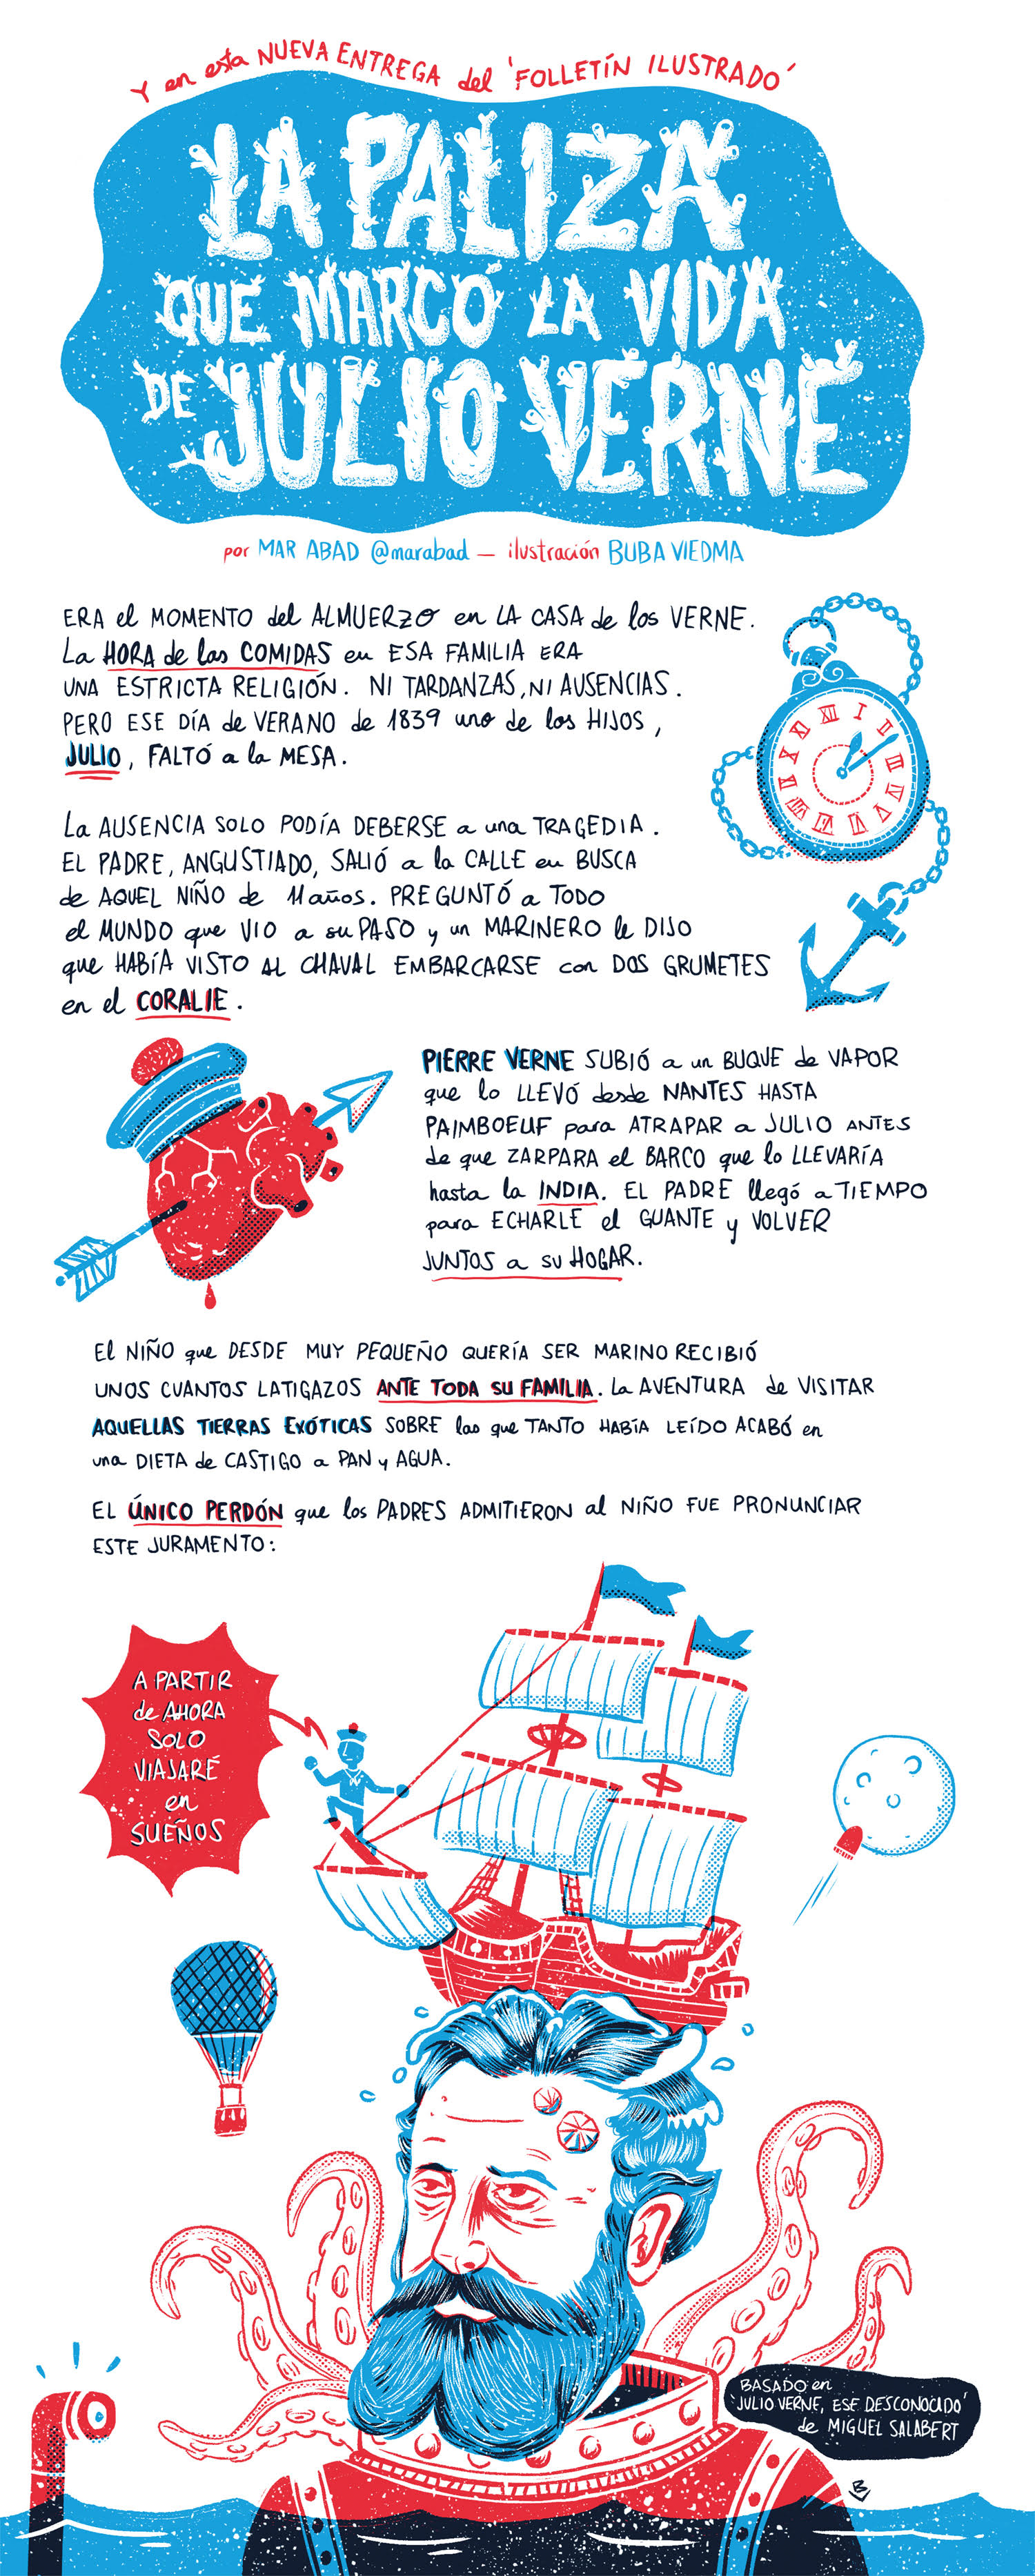 Y en esta NUEVA ENTREGA del 'FOLLETÍN ILUSTRADO'
LA PALIZA
QUE MARCÓ LA VIDA
DE JULIO VERNE
por MAR ABAD @marabad — ilustración BUBA VIEDMA
ERA el MOMENTO del ALMUERZO en LA CASA de los VERNE.
La HORA de las COMIDAS en ESA FAMILIA ERA
UNA ESTRICTA RELIGIÓN. NI TARDANZAS, NI AUSENCIAS.
PERO ESE DÍA de VERANO de 1839 uno de los HIJOS,
JULIO, FALTÓ a la MESA.
XII I II III IV V VI VII VIII IX X XI
La AUSENCIA SOLO PODÍA DEBERSE a una TRAGEDIA.
EL PADRE, ANGUSTIADO, SALIÓ a la CALLE en BUSCA
de AQUEL NIÑO de 11 años. PREGUNTÓ a TODO
el MUNDO que VIO a su PASO y un MARINERO le DIJO
que HABÍA VISTO AL CHAVAL EMBARCARSE con DOS GRUMETES
en el CORALIE.
PIERRE VERNE SUBIÓ a un BUQUE de VAPOR
que lo LLEVÓ desde NANTES HASTA
PAIMBOEUF para ATRAPAR a JULIO ANTES
de que ZARPARA el BARCO que lo LLEVARÍA
hasta la INDIA. EL PADRE llegó a TIEMPO
para ECHARLE el GUANTE y VOLVER
JUNTOS a su HOGAR.
El NIÑO que DESDE MUY PEQUEÑO QUERÍA SER MARINO RECIBIÓ
UNOS CUANTOS LATIGAZOS ANTE TODA SU FAMILIA. La AVENTURA de VISITAR
AQUELLAS TIERRAS EXÓTICAS SOBRE las que TANTO HABÍA LEÍDO ACABÓ en
una DIETA de CASTIGO a PAN y AGUA.
EL ÚNICO PERDÓN que los PADRES ADMITIERON al NIÑO FUE PRONUNCIAR
ESTE JURAMENTO:
A PARTIR
de AHORA
SOLO
VIAJARÉ
en
SUEÑOS
BASADO en
'JULIO VERNE, ESE DESCONOCIDO'
de MIGUEL SALABERT
B